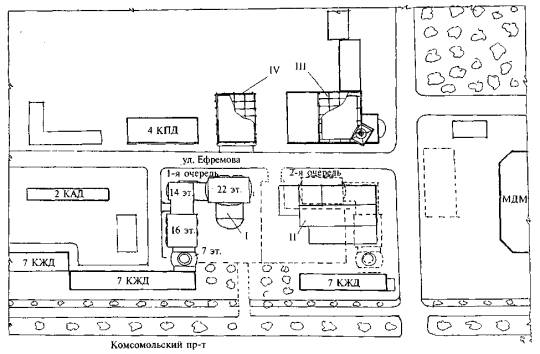 IV
III
4 КПД
ул. Ефремова
1-я очередь
2-я очередь
14 эт.
22 эт.
2 КАД
МДМ
16 эт.
I
II
7 эт.
7 КЖД
7 КЖД
7 КЖД
Комсомольский пр-т